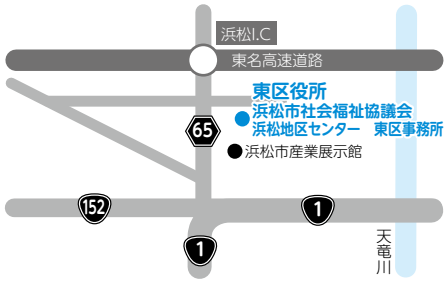 浜松I.C
東名高速道路
東区役所
浜松市社会福祉協議会
浜松地区センター　東区事務所
65
浜松市産業展示館
152
1
1
天竜川